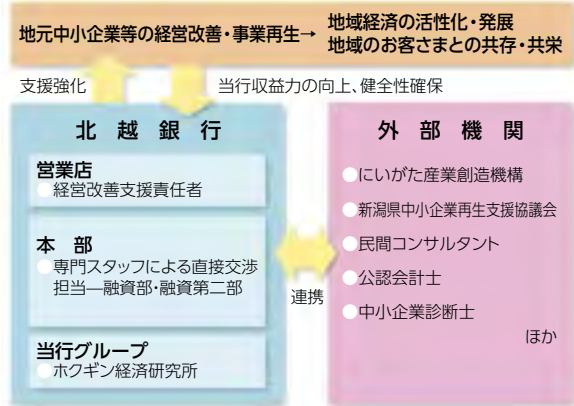 地元中小企業等の経営改善・事業再生→
地域経済の活性化・発展
地域のお客さまとの共存・共栄
支援強化
当行収益力の向上、健全性確保
北越銀行
営業店
●経営改善支援責任者
本部
●専門スタッフによる直接交渉
担当―融資部・融資第二部
当行グループ
●ホクギン経済研究所
連携
外部機関
●にいがた産業創造機構
●新潟県中小企業再生支援協議会
●民間コンサルタント
●公認会計士
●中小企業診断士
ほか